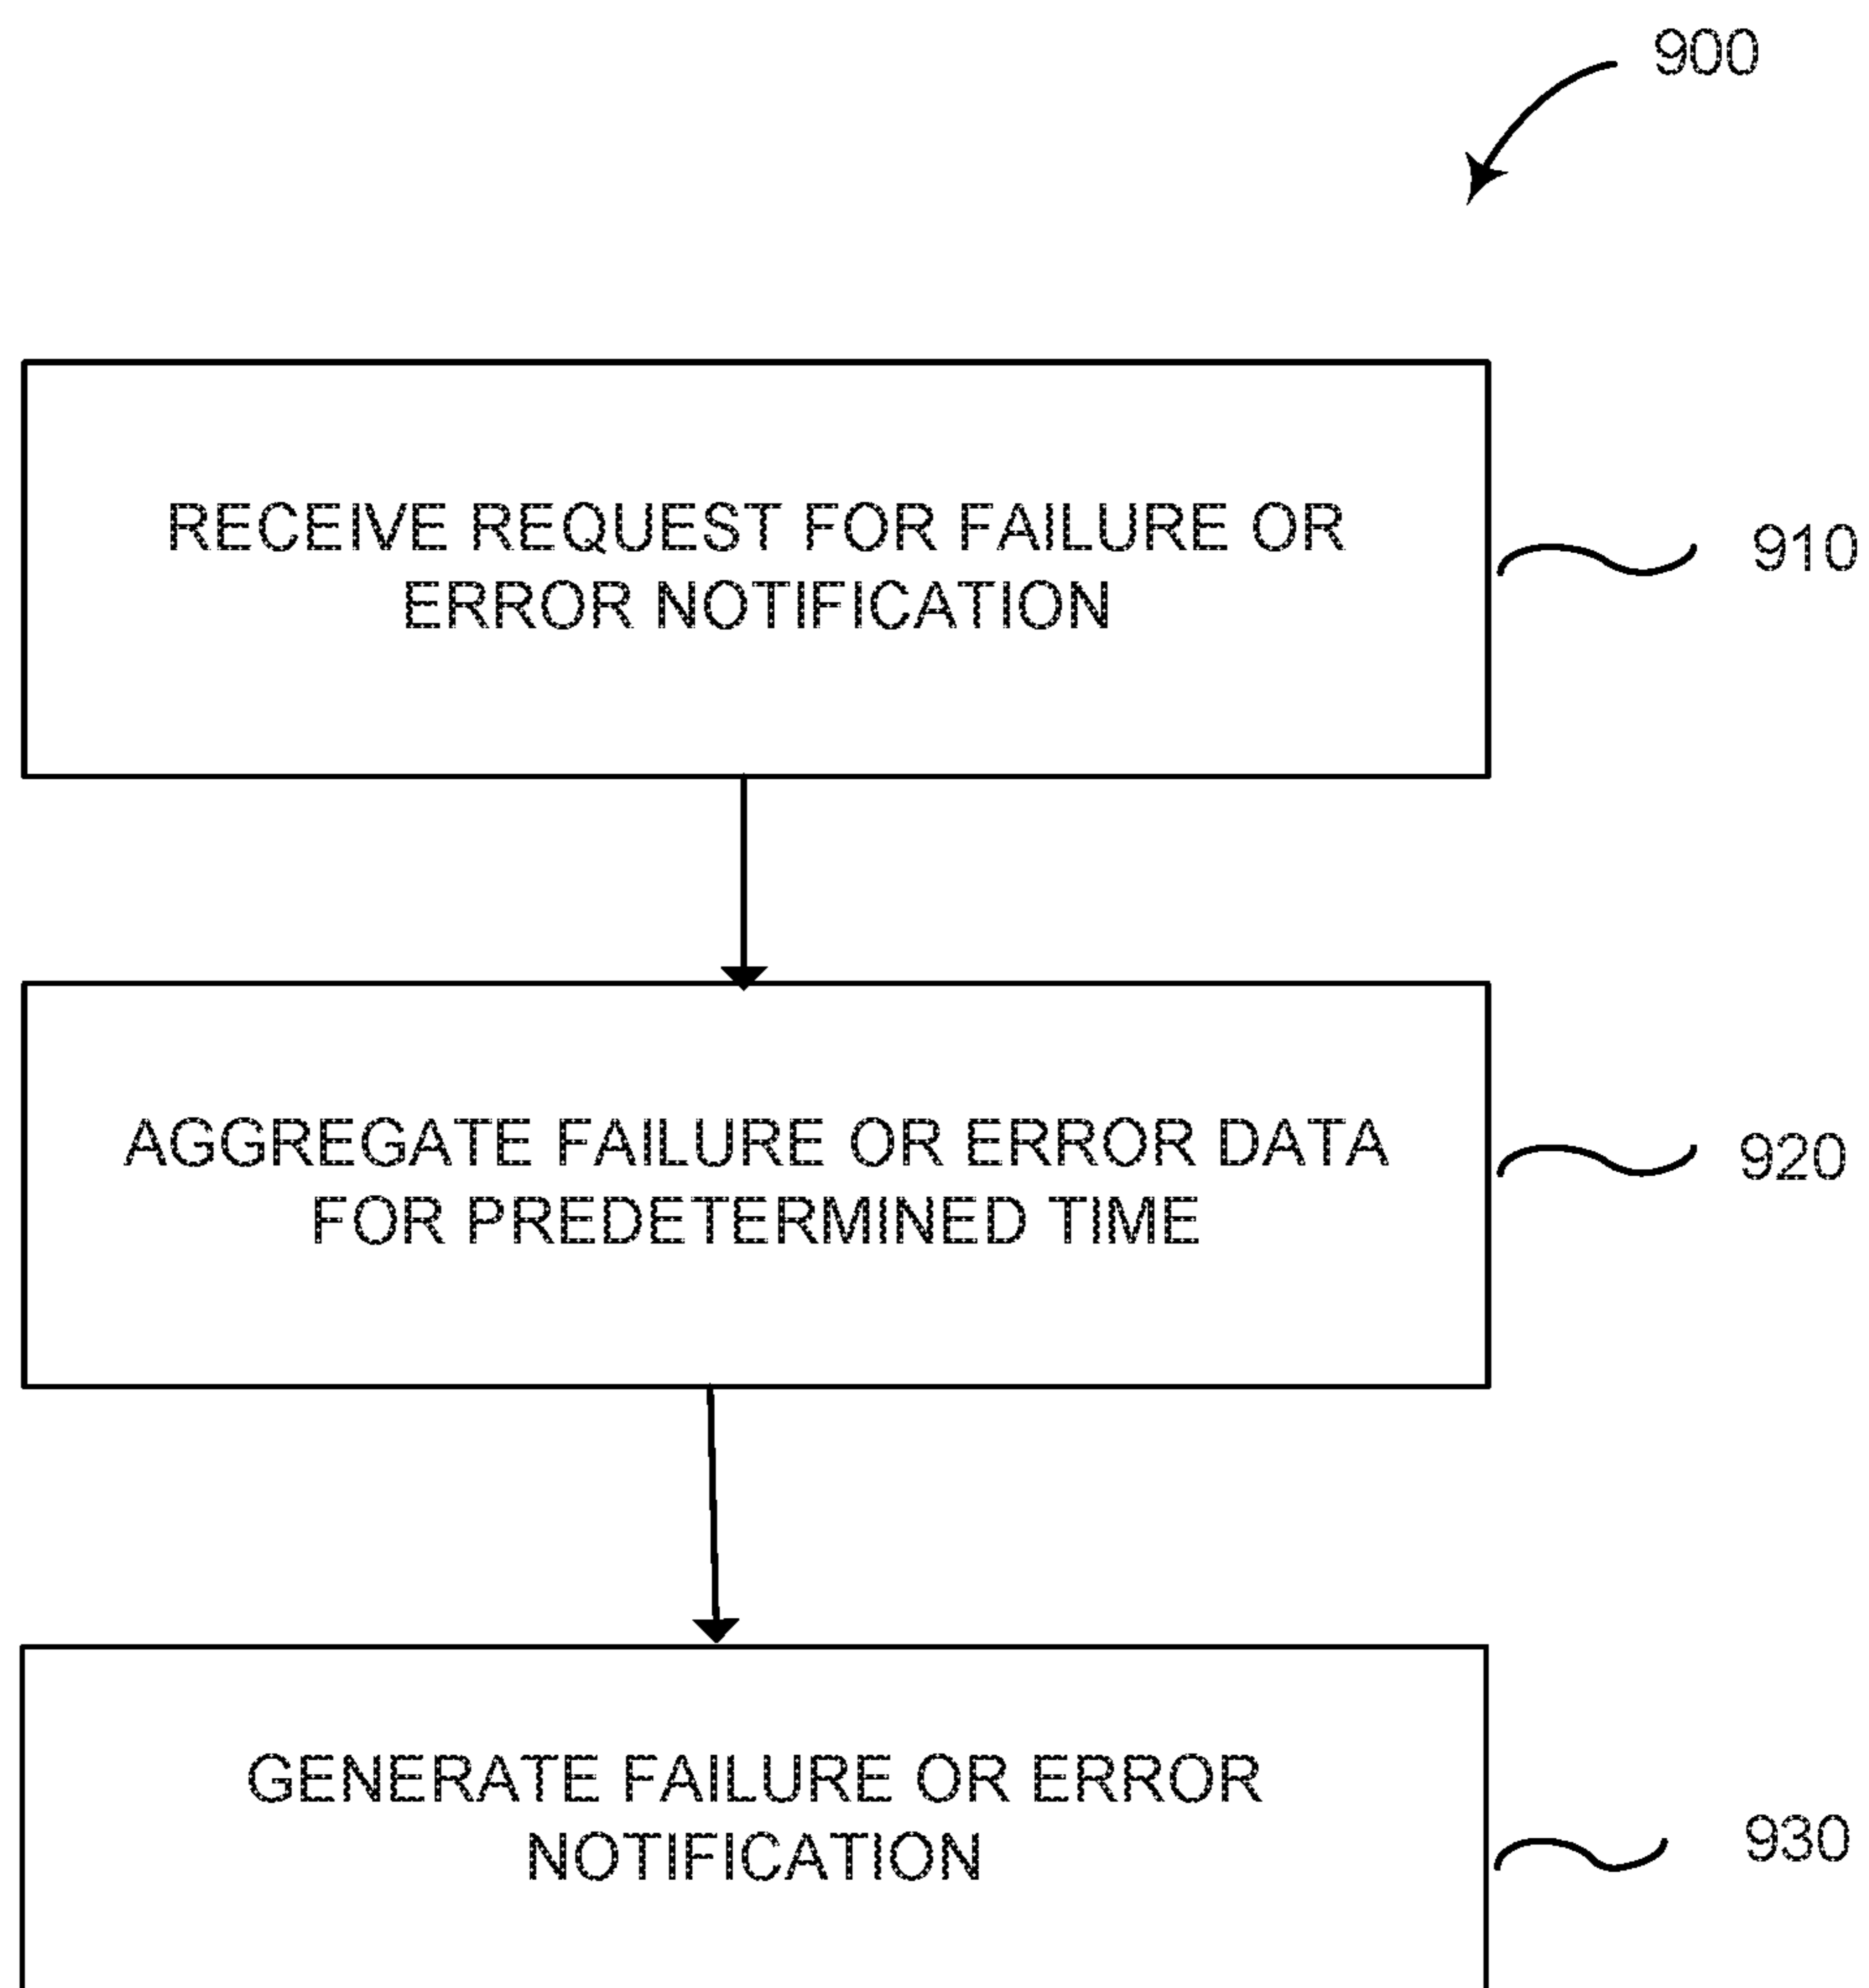 900
RECEIVE REQUEST FOR FAILURE OR
ERROR NOTIFICATION
910
AGGREGATE FAILURE OR ERROR DATA
FOR PREDETERMINED TIME
920
GENERATE FAILURE OR ERROR
NOTIFICATION
930